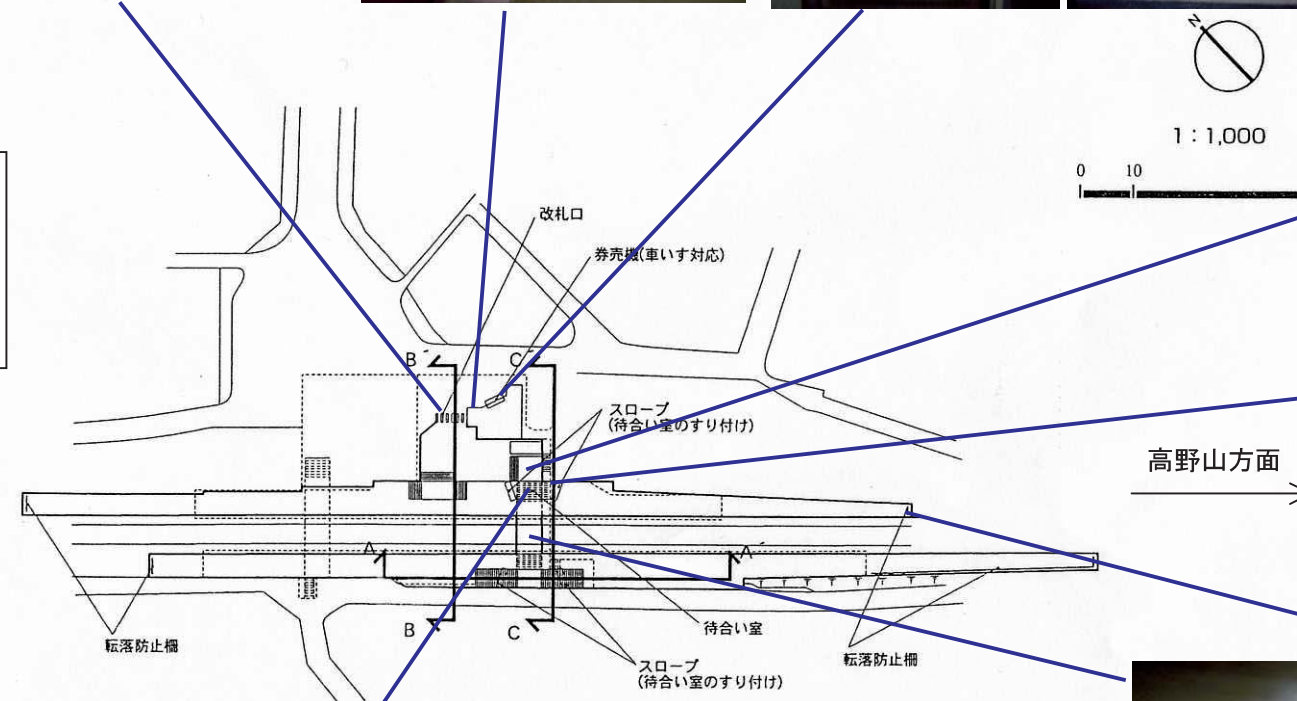 N
1：1,000
0 10
改札口
券売機(車いす対応)
B´ C´
スロープ
(待合い室のすり付け)
高野山方面
A A´
B C
待合い室
転落防止柵
スロープ
(待合い室のすり付け)
転落防止柵